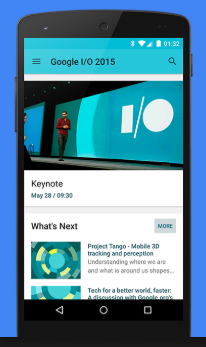 01:32
Google I/O 2015
I/O
Keynote
May 28 / 09:30
What's Next
MORE
Project Tango - Mobile 3D
tracking and perception
Understanding where we are
and what is around us shapes...
Tech for a better world, faster:
A discussion with Google.org's